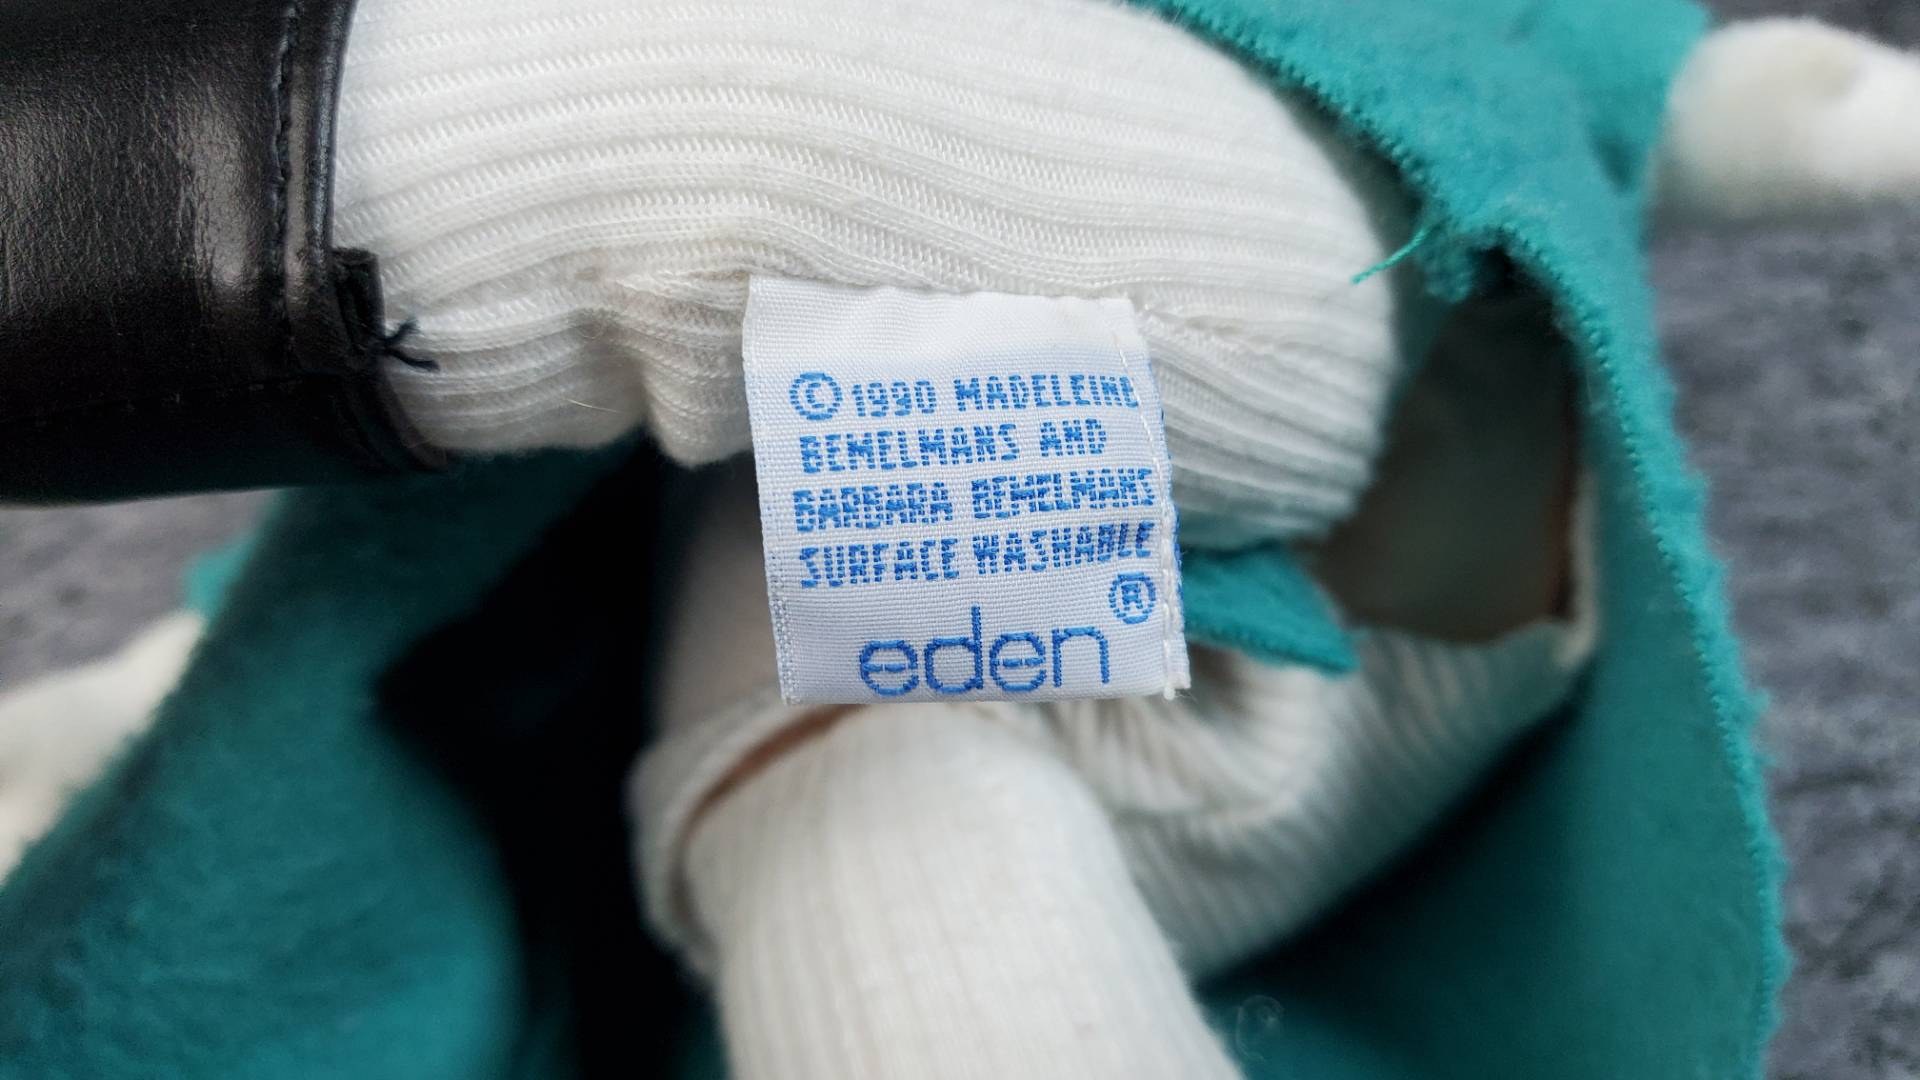 ©1990 MADELEINE
BEMELMANS AND
BARBARA BEMELMANS
SURFACE WASHABLE
®
eden